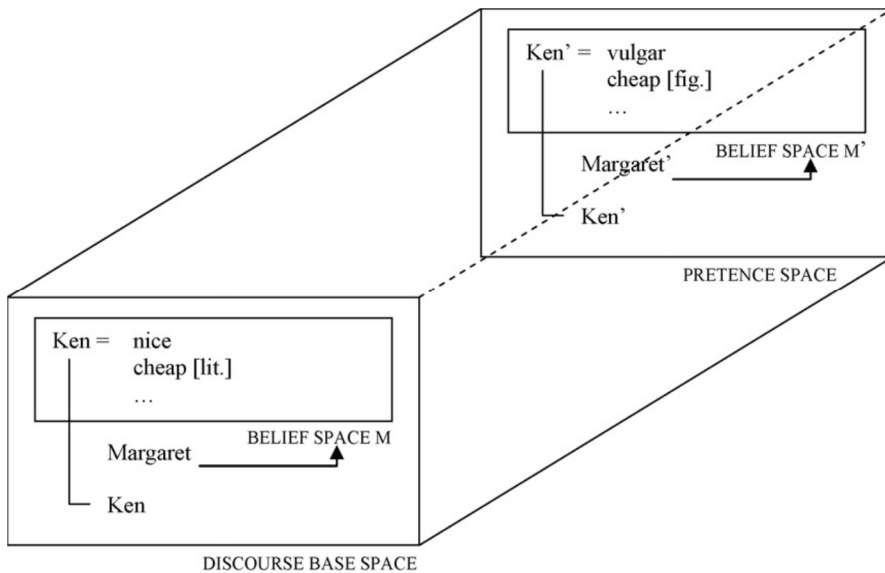 Ken’ = vulgar
cheap [fig.]
…
BELIEF SPACE M’
Margaret’
Ken’
PRETENCE SPACE
Ken = nice
cheap [lit.]
…
BELIEF SPACE M
Margaret
Ken
DISCOURSE BASE SPACE